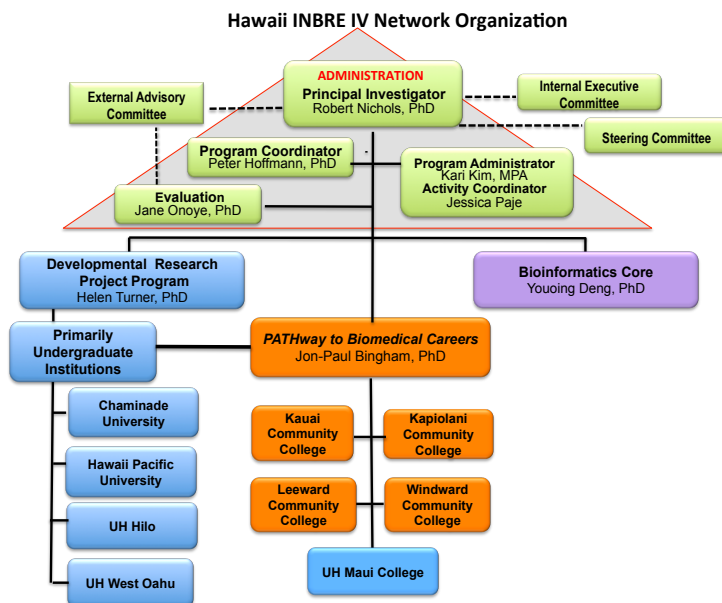 Hawaii INBRE IV Network Organization
ADMINISTRATION
Principal Investigator
Robert Nichols, PhD
External Advisory
Committee
Internal Executive
Committee
Steering Committee
Program Coordinator
Peter Hoffmann, PhD
Program Administrator
Kari Kim, MPA
Activity Coordinator
Jessica Paje
Evaluation
Jane Onoye, PhD
Developmental Research
Project Program
Helen Turner, PhD
Bioinformatics Core
Youoing Deng, PhD
Primarily
Undergraduate
Institutions
PATHway to Biomedical Careers
Jon-Paul Bingham, PhD
Chaminade
University
Hawaii Pacific
University
UH Hilo
UH West Oahu
Kauai
Community
College
Kapiolani
Community
College
Leeward
Community
College
Windward
Community
College
UH Maui College